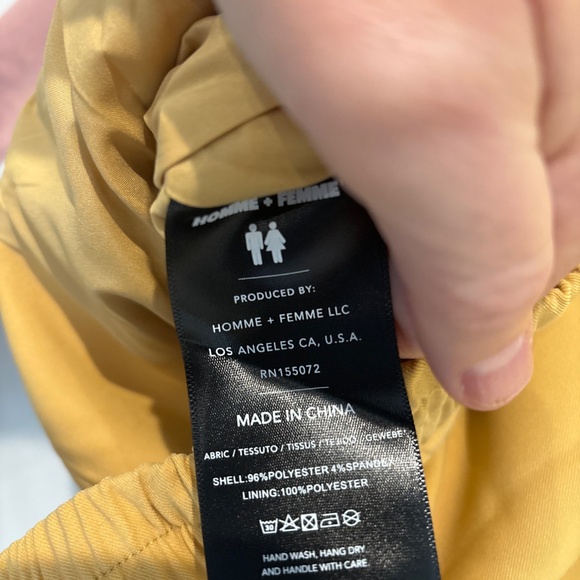 HOMME + FEMME
PRODUCED BY:
HOMME + FEMME LLC
LOS ANGELES CA, U.S.A.
RN155072
MADE IN CHINA
ABRIC / TESSUTO / TISSUS / TEJIDO / GEWEBE
SHELL:96%POLYESTER 4%SPANDEX
LINING:100%POLYESTER
30
HAND WASH, HANG DRY
AND HANDLE WITH CARE.